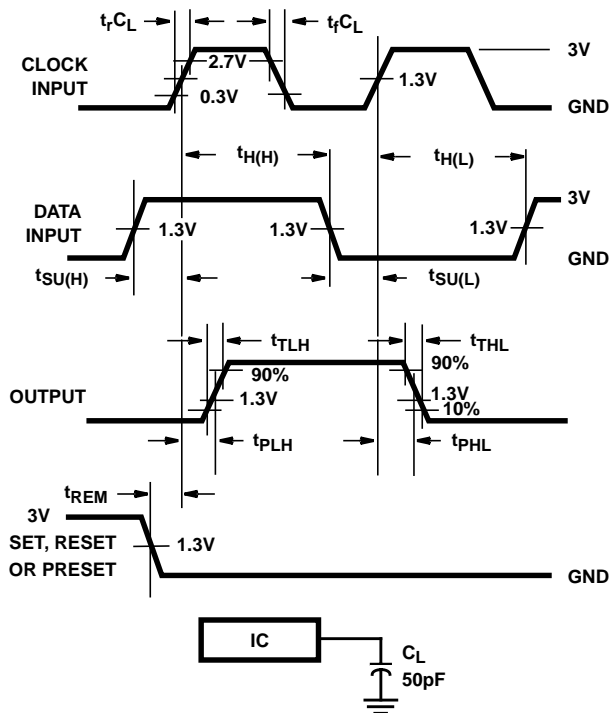 trCL
tfCL
CLOCK
INPUT
2.7V
0.3V
1.3V
3V
GND
tH(H)
tH(L)
DATA
INPUT
1.3V
1.3V
1.3V
3V
GND
tSU(H)
tSU(L)
tTLH
tTHL
OUTPUT
90%
1.3V
90%
1.3V
10%
tPLH
tPHL
tREM
3V
SET, RESET
OR PRESET
1.3V
GND
IC
CL
50pF